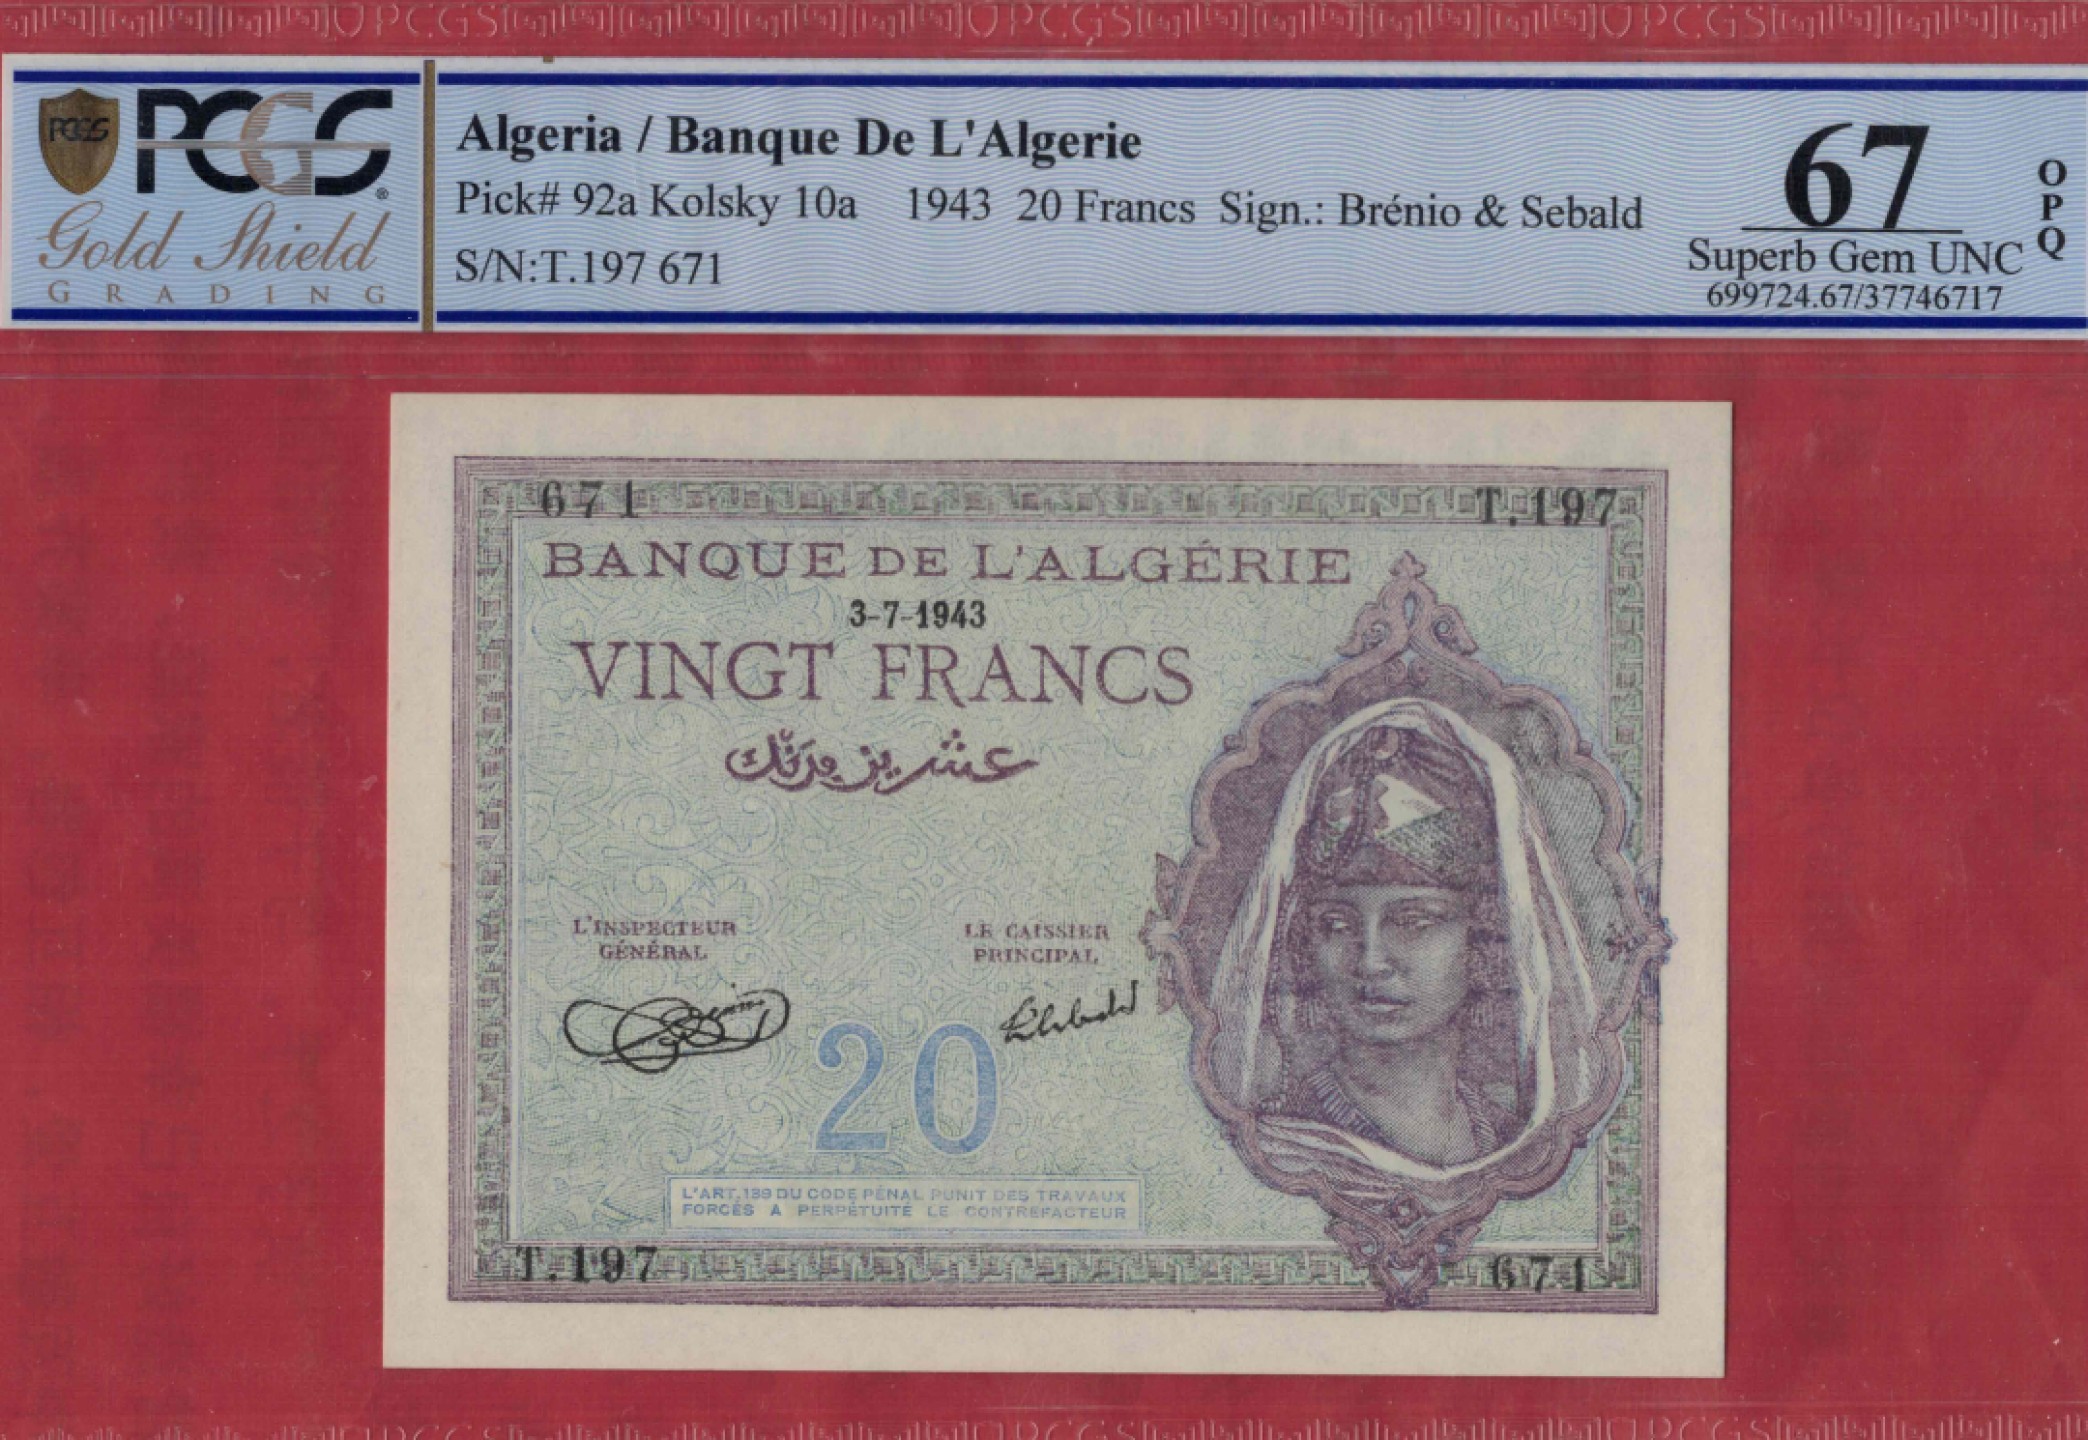 PCGS
PCGS
Gold Shield
GRADING
Algeria / Banque De L'Algerie
Pick# 92a Kolsky 10a 1943 20 Francs Sign.: Brénio & Sebald
S/N:T.197 671
67
Superb Gem UNC
699724.67/37746717
OPQ
671 T.197
BANQUE DE L'ALGÉRIE
3-7-1943
VINGT FRANCS
عشرين فرنك
L'INSPECTEUR
GÉNÉRAL
LE CAISSIER
PRINCIPAL
20
L'ART.139 DU CODE PÉNAL PUNIT DES TRAVAUX
FORCÉS A PERPÉTUITÉ LE CONTREFACTEUR
T.197 671